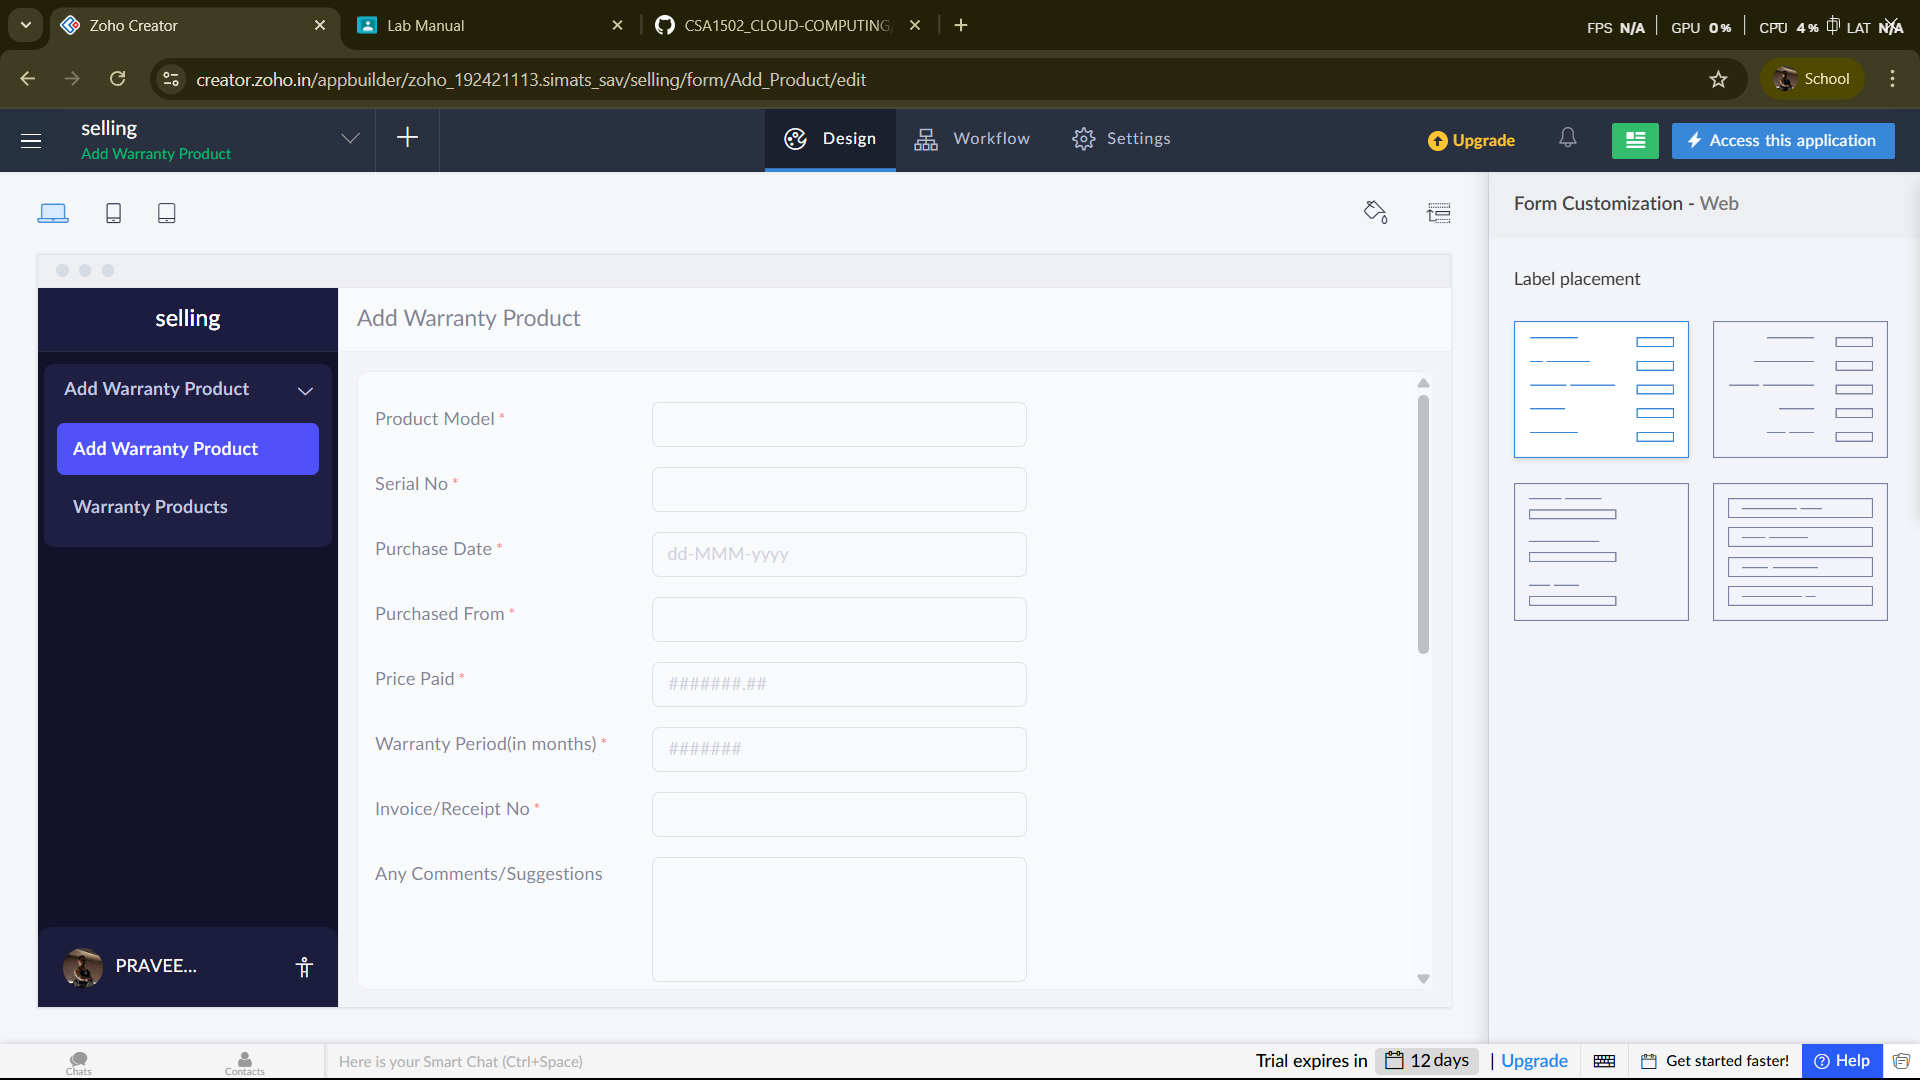 Zoho Creator
Lab Manual
CSA1502_CLOUD-COMPUTING
FPS N/A GPU 0% CPU 4% LAT N/A
creator.zoho.in/appbuilder/zoho_192421113.simats_sav/selling/form/Add_Product/edit
School
selling
Add Warranty Product
Design
Workflow
Settings
Upgrade
Access this application
Form Customization - Web
Label placement
selling
Add Warranty Product
Add Warranty Product
Warranty Products
PRAVEE...
Add Warranty Product
Product Model *
Serial No *
Purchase Date *
dd-MMM-yyyy
Purchased From *
Price Paid *
#######.##
Warranty Period(in months) *
#######
Invoice/Receipt No *
Any Comments/Suggestions
Chats
Contacts
Here is your Smart Chat (Ctrl+Space)
Trial expires in 12 days | Upgrade
Get started faster!
Help